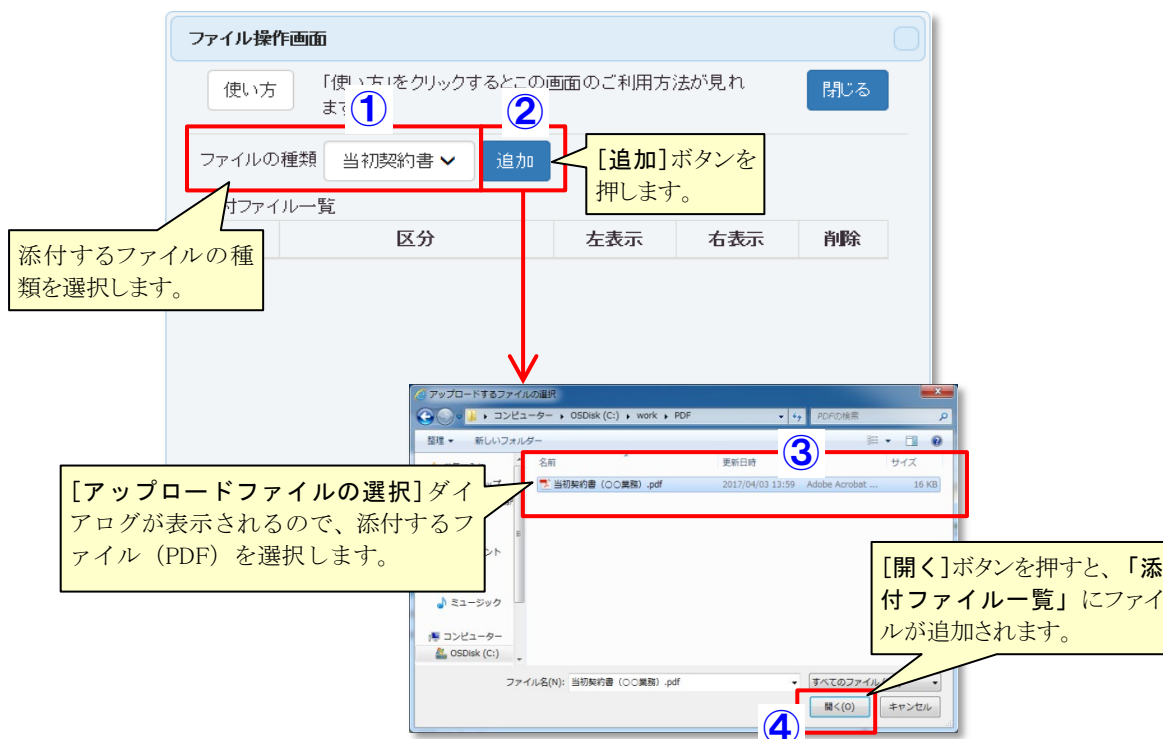 ファイル操作画面
使い方
「使い方」をクリックするとこの画面のご利用方法が見れ
ます
閉じる
①
②
ファイルの種類
当初契約書
追加
[追加]ボタンを
押します。
付ファイル一覧
区分
左表示
右表示
削除
添付するファイルの種
類を選択します。
アップロードするファイルの選択
コンピューター
OSDisk (C:)
work
PDF
PDFの検索
整理
新しいフォルダー
③
名前
更新日時
サイズ
当初契約書（○○業務）.pdf
2017/04/03 13:59
Adobe Acrobat ...
16 KB
[アップロードファイルの選択]ダイ
アログが表示されるので、添付するフ
ァイル（PDF）を選択します。
ント
ミュージック
コンピューター
OSDisk (C:)
[開く]ボタンを押すと、「添
付ファイル一覧」にファイ
ルが追加されます。
ファイル名(N):
当初契約書（○○業務）.pdf
すべてのファイル
開く(O)
キャンセル
④